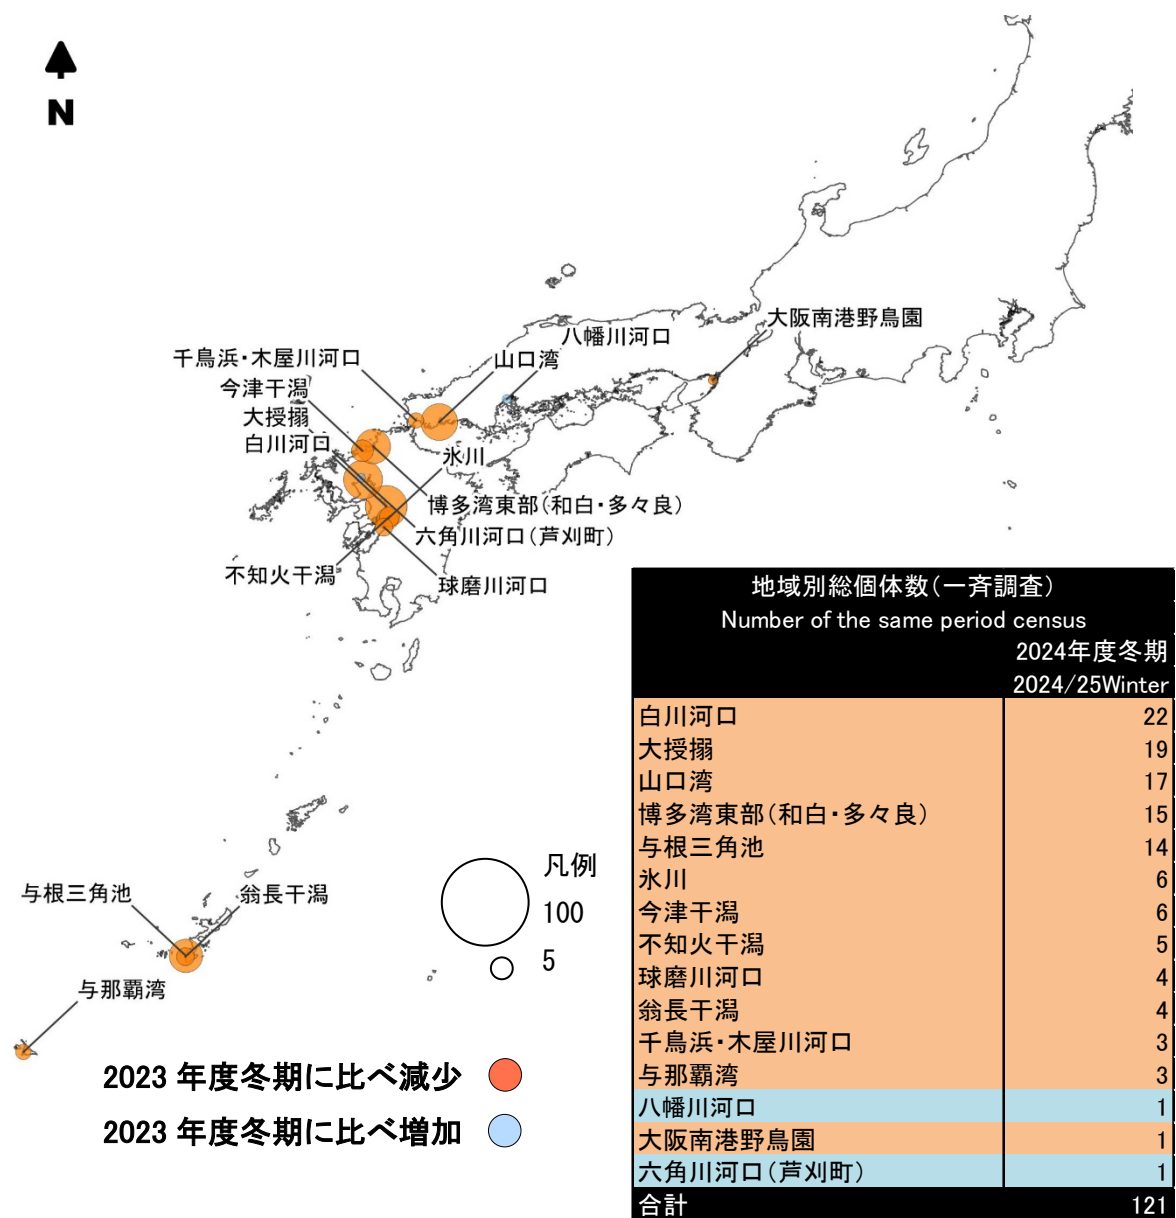 N
大阪南港野鳥園
八幡川河口
千鳥浜・木屋川河口
山口湾
今津干潟
大授搦
白川河口
氷川
博多湾東部(和白・多々良)
六角川河口(芦刈町)
不知火干潟
球磨川河口
与根三角池
翁長干潟
与那覇湾
凡例
100
5
2023 年度冬期に比べ減少
2023 年度冬期に比べ増加
地域別総個体数(一斉調査)
Number of the same period census
2024年度冬期
2024/25Winter
白川河口 22
大授搦 19
山口湾 17
博多湾東部(和白・多々良) 15
与根三角池 14
氷川 6
今津干潟 6
不知火干潟 5
球磨川河口 4
翁長干潟 4
千鳥浜・木屋川河口 3
与那覇湾 3
八幡川河口 1
大阪南港野鳥園 1
六角川河口(芦刈町) 1
合計 121